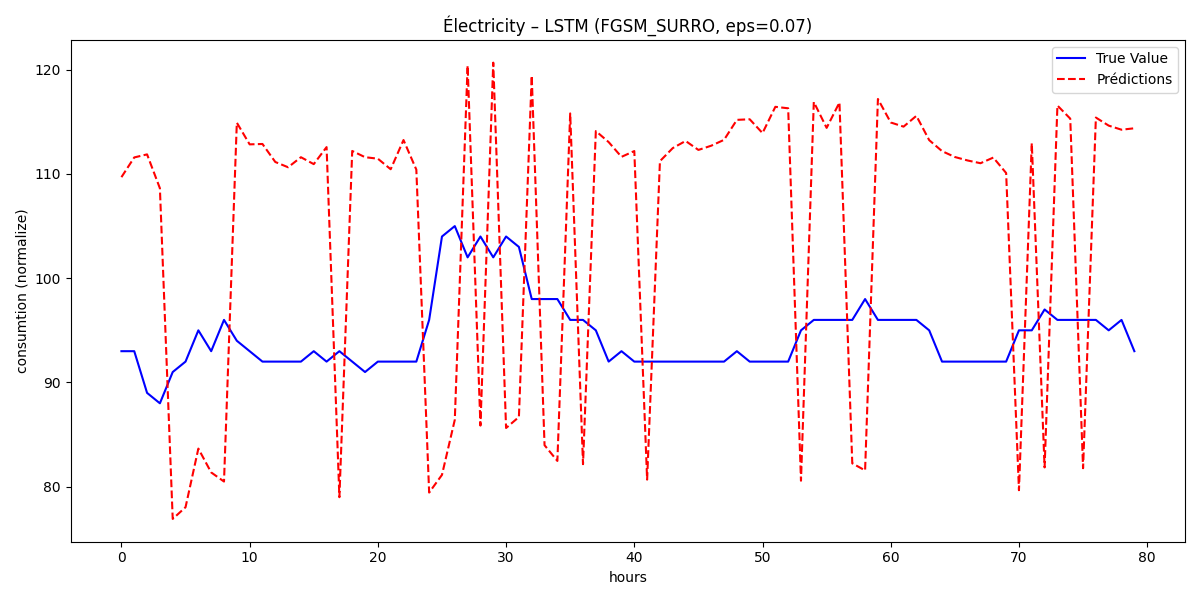 Électricity – LSTM (FGSM_SURRO, eps=0.07)
True Value
Prédictions
consumtion (normalize)
120
110
100
90
80
0 10 20 30 40 50 60 70 80
hours